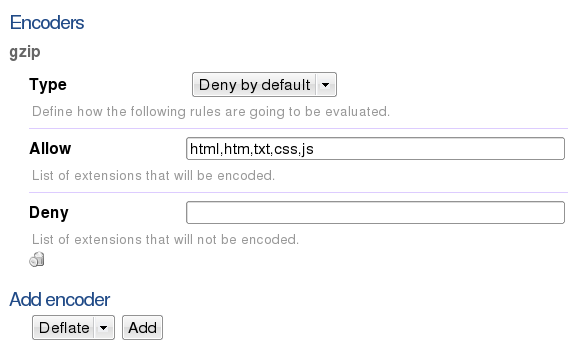 Encoders
gzip
Type Deny by default
Define how the following rules are going to be evaluated.
Allow html,htm,txt,css,js
List of extensions that will be encoded.
Deny
List of extensions that will not be encoded.
Add encoder
Deflate Add